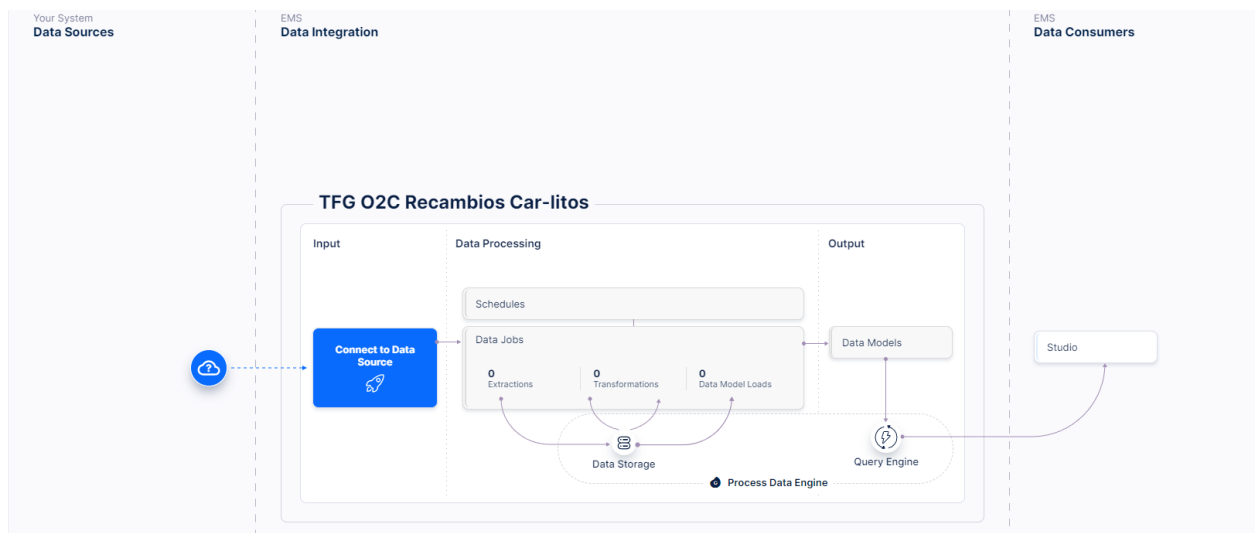 Your System
Data Sources
EMS
Data Integration
EMS
Data Consumers
TFG O2C Recambios Car-litos
Input
Data Processing
Output
Schedules
Connect to Data
Source
Data Jobs
0
Extractions
0
Transformations
0
Data Model Loads
Data Models
Studio
?
Data Storage
Query Engine
Process Data Engine